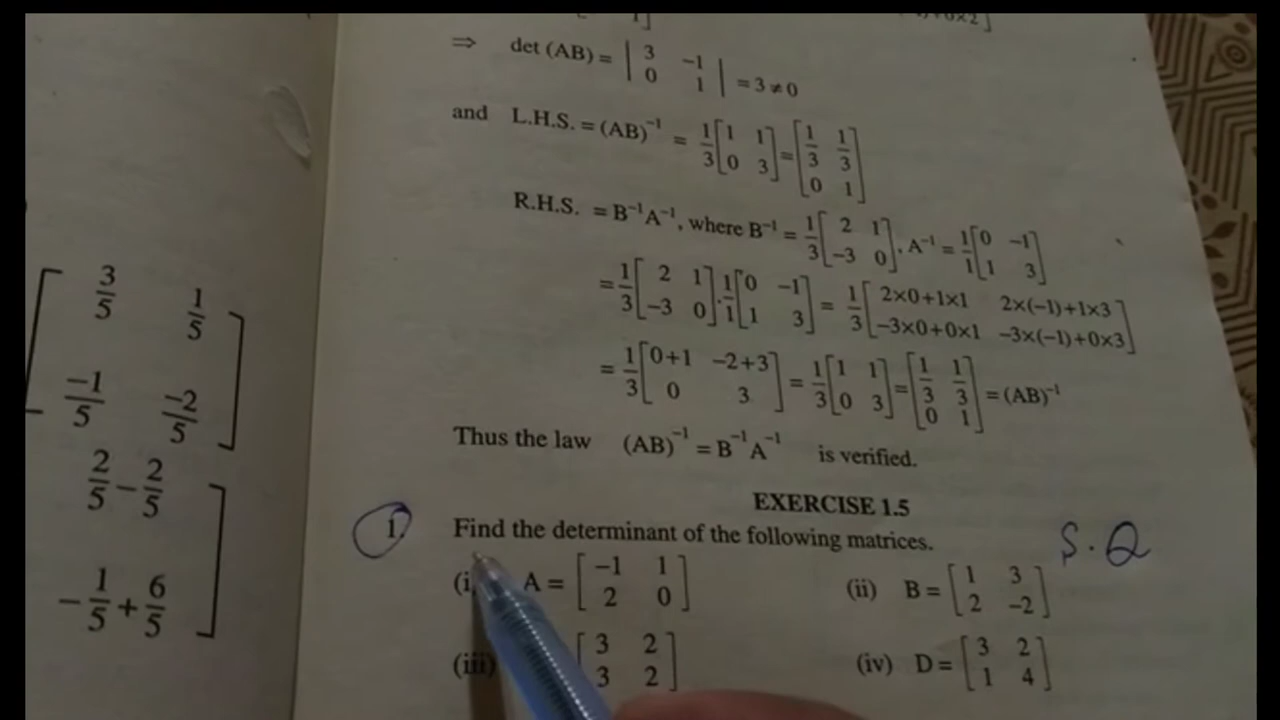 3/5 1/5
-1/5 -2/5
2/5 - 2/5
- 1/5 + 6/5
⇒ det (AB) = | 3 -1 |
| 0 1 | = 3 ≠ 0
and L.H.S. = (AB)⁻¹ = 1/3 [1 1; 0 3] = [1/3 1/3; 0 1]
R.H.S. = B⁻¹A⁻¹, where B⁻¹ = 1/3 [2 1; -3 0], A⁻¹ = 1/1 [0 -1; 1 3]
= 1/3 [2 1; -3 0] . 1/1 [0 -1; 1 3] = 1/3 [2×0+1×1 2×(-1)+1×3; -3×0+0×1 -3×(-1)+0×3]
= 1/3 [0+1 -2+3; 0 3] = 1/3 [1 1; 0 3] = [1/3 1/3; 0 1] = (AB)⁻¹
Thus the law (AB)⁻¹ = B⁻¹A⁻¹ is verified.
EXERCISE 1.5
1. Find the determinant of the following matrices. S.Q
(i A = [-1 1; 2 0] (ii) B = [1 3; 2 -2]
(iii) [3 2; 3 2] (iv) D = [3 2; 1 4]